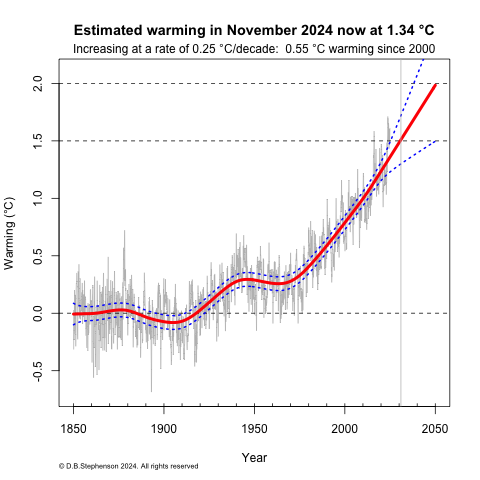 Estimated warming in November 2024 now at 1.34 °C
Increasing at a rate of 0.25 °C/decade:  0.55 °C warming since 2000
2.0
1.5
1.0
0.5
0.0
-0.5
Warming (°C)
1850 1900 1950 2000 2050
Year
© D.B.Stephenson 2024. All rights reserved